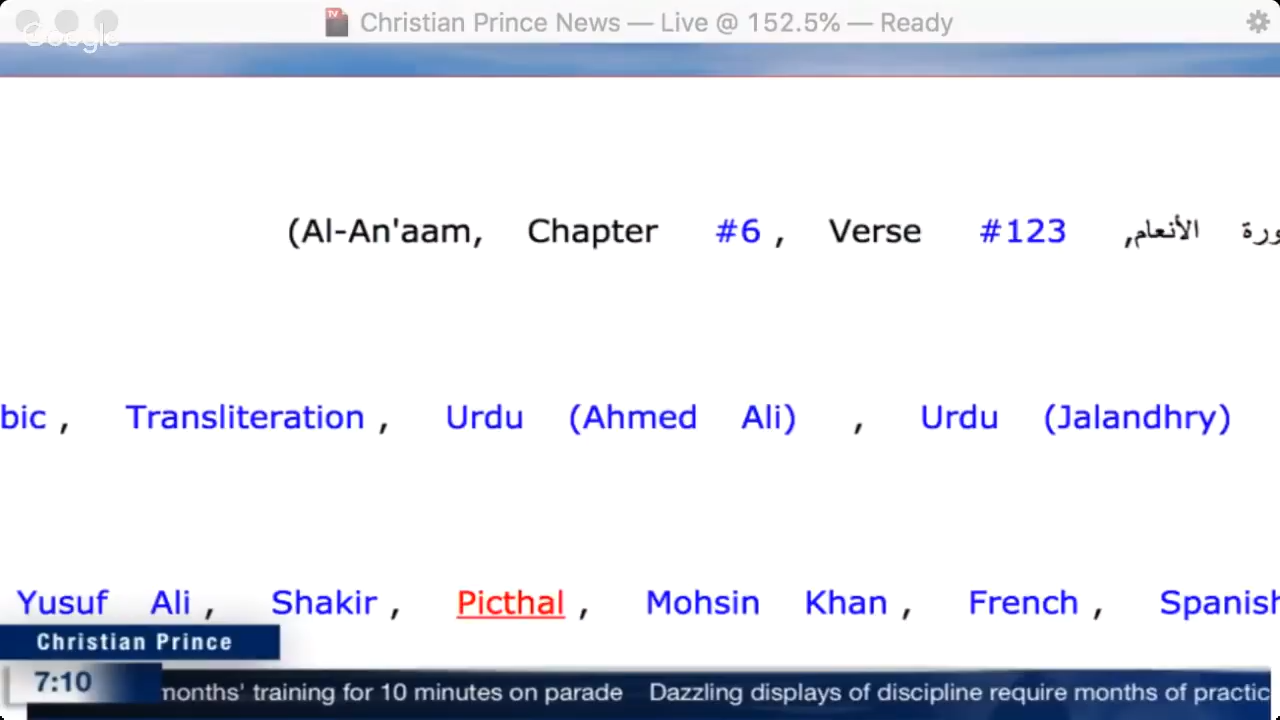 Google
Christian Prince News — Live @ 152.5% — Ready
(Al-An'aam, Chapter #6 , Verse #123 الأنعام,
Transliteration , Urdu (Ahmed Ali) , Urdu (Jalandhry)
Yusuf Ali , Shakir , Picthal , Mohsin Khan , French , Spanish
Christian Prince
7:10
months' training for 10 minutes on parade Dazzling displays of discipline require months of